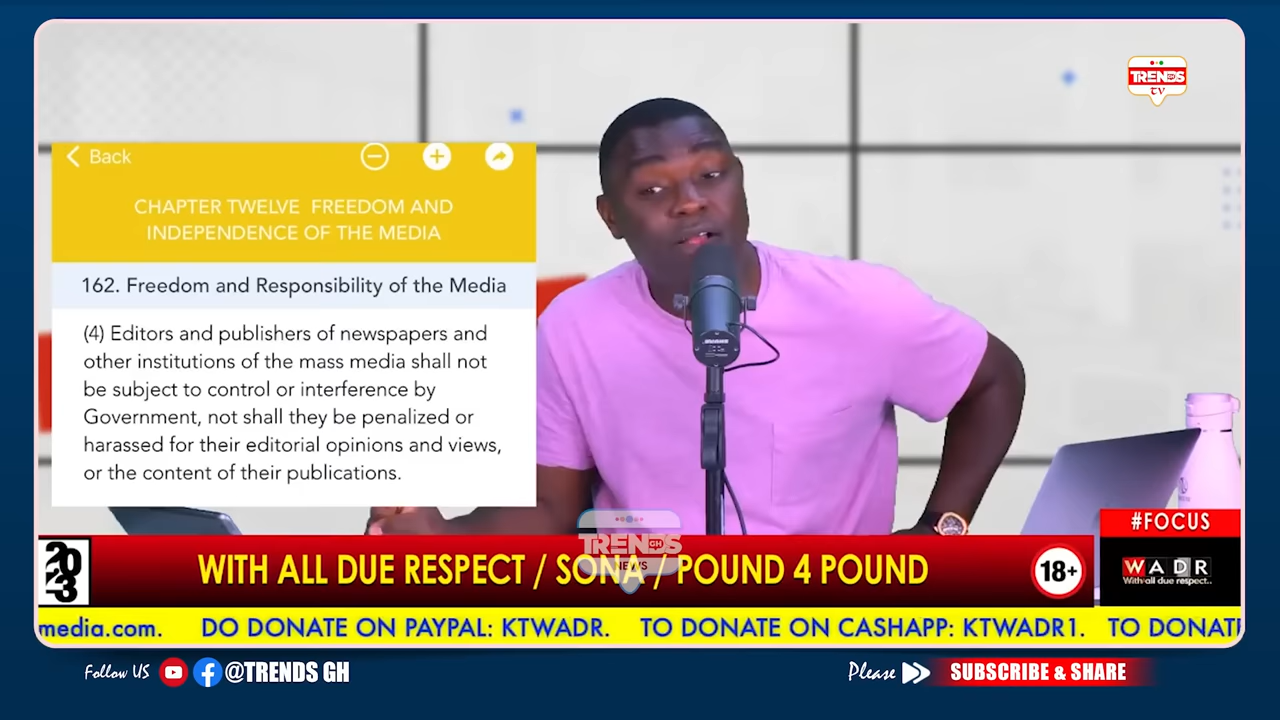 TRENDS
tv
Back
CHAPTER TWELVE FREEDOM AND
INDEPENDENCE OF THE MEDIA
162. Freedom and Responsibility of the Media
(4) Editors and publishers of newspapers and
other institutions of the mass media shall not
be subject to control or interference by
Government, not shall they be penalized or
harassed for their editorial opinions and views,
or the content of their publications.
SHURE
#FOCUS
TRENDS GH
NEWS
2023
WITH ALL DUE RESPECT / SONA / POUND 4 POUND
18+
WADR
With all due respect..
media.com. DO DONATE ON PAYPAL: KTWADR. TO DONATE ON CASHAPP: KTWADR1. TO DONAT
Follow US @TRENDS GH
Please SUBSCRIBE & SHARE